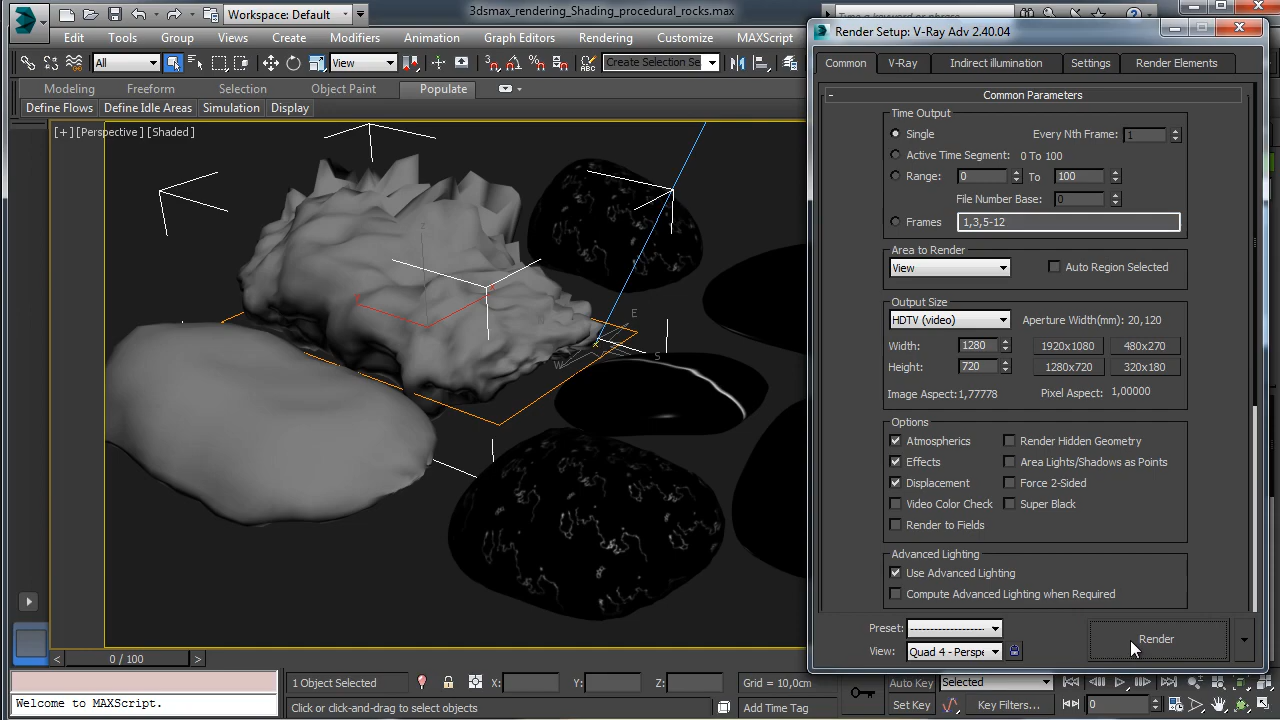 Workspace: Default
3dsmax_rendering_Shading_procedural_rocks.max
Type a keyword or phrase
Edit Tools Group Views Create Modifiers Animation Graph Editors Rendering Customize MAXScript
All View Create Selection Se
Modeling Freeform Selection Object Paint Populate
Define Flows Define Idle Areas Simulation Display
[+] [Perspective] [Shaded]
Z
E
S
W
< 0 / 100 >
Welcome to MAXScript.
1 Object Selected X: Y: Z: Grid = 10,0cm
Click or click-and-drag to select objects Add Time Tag
Auto Key Selected
Set Key Key Filters... 0
Render Setup: V-Ray Adv 2.40.04
Common V-Ray Indirect illumination Settings Render Elements
- Common Parameters
Time Output
Single Every Nth Frame: 1
Active Time Segment: 0 To 100
Range: 0 To 100
File Number Base: 0
Frames 1,3,5-12
Area to Render
View Auto Region Selected
Output Size
HDTV (video) Aperture Width(mm): 20,120
Width: 1280 1920x1080 480x270
Height: 720 1280x720 320x180
Image Aspect:1,77778 Pixel Aspect: 1,00000
Options
Atmospherics Render Hidden Geometry
Effects Area Lights/Shadows as Points
Displacement Force 2-Sided
Video Color Check Super Black
Render to Fields
Advanced Lighting
Use Advanced Lighting
Compute Advanced Lighting when Required
Preset: --------------------
View: Quad 4 - Perspe
Render